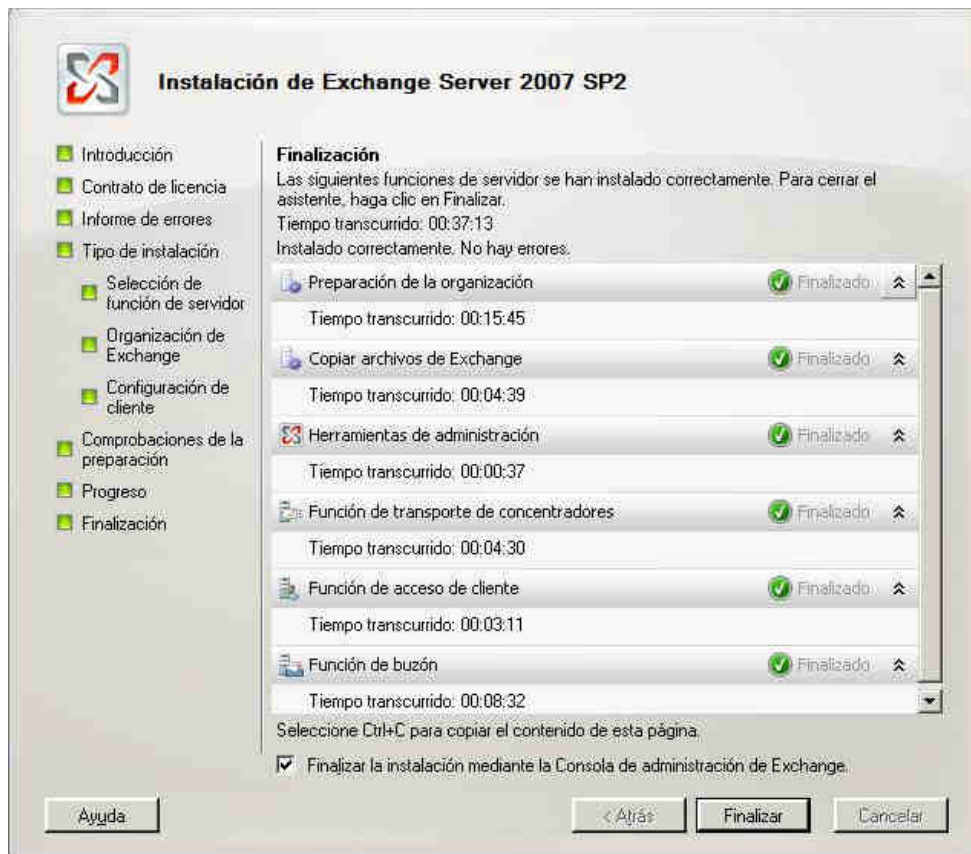 Instalación de Exchange Server 2007 SP2
Introducción
Contrato de licencia
Informe de errores
Tipo de instalación
Selección de
función de servidor
Organización de
Exchange
Configuración de
cliente
Comprobaciones de la
preparación
Progreso
Finalización
Finalización
Las siguientes funciones de servidor se han instalado correctamente. Para cerrar el
asistente, haga clic en Finalizar.
Tiempo transcurrido: 00:37:13
Instalado correctamente. No hay errores.
Preparación de la organización Finalizado
Tiempo transcurrido: 00:15:45
Copiar archivos de Exchange Finalizado
Tiempo transcurrido: 00:04:39
Herramientas de administración Finalizado
Tiempo transcurrido: 00:00:37
Función de transporte de concentradores Finalizado
Tiempo transcurrido: 00:04:30
Función de acceso de cliente Finalizado
Tiempo transcurrido: 00:03:11
Función de buzón Finalizado
Tiempo transcurrido: 00:08:32
Seleccione Ctrl+C para copiar el contenido de esta página.
Finalizar la instalación mediante la Consola de administración de Exchange.
Ayuda < Atrás Finalizar Cancelar